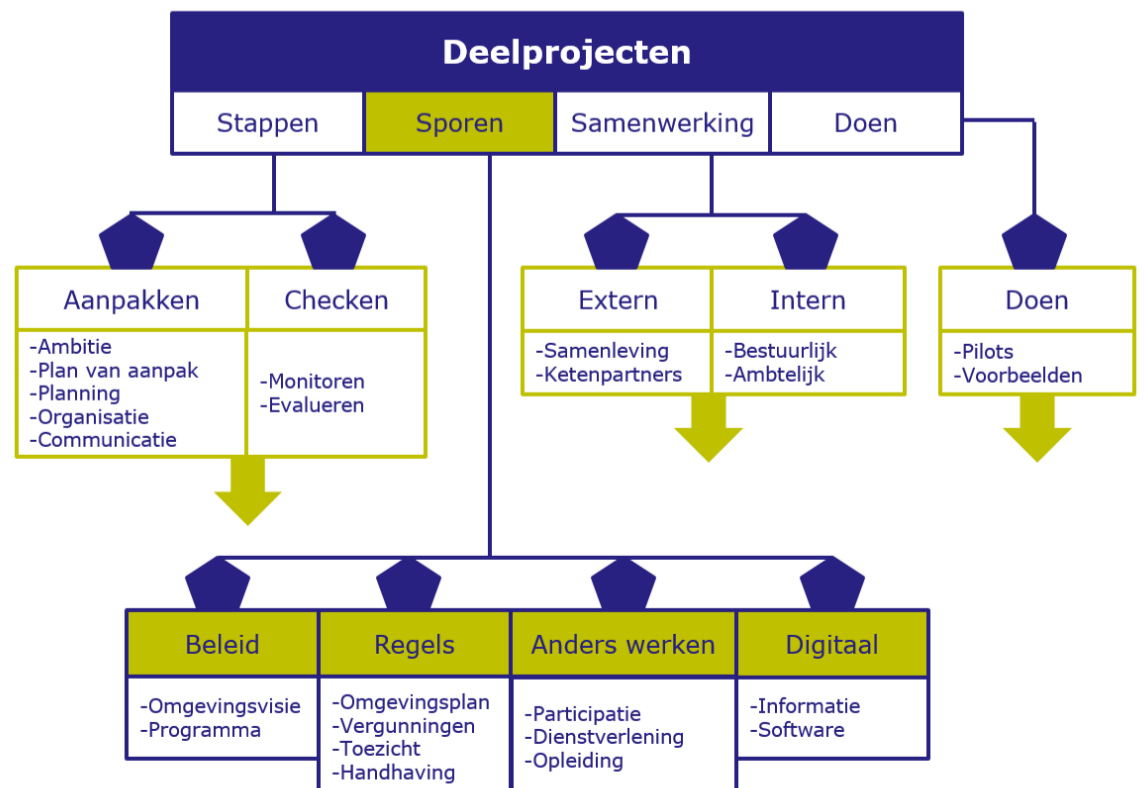 Deelprojecten
Stappen
Sporen
Samenwerking
Doen
Aanpakken
-Ambitie
-Plan van aanpak
-Planning
-Organisatie
-Communicatie
Checken
-Monitoren
-Evalueren
Extern
-Samenleving
-Ketenpartners
Intern
-Bestuurlijk
-Ambtelijk
Doen
-Pilots
-Voorbeelden
Beleid
-Omgevingsvisie
-Programma
Regels
-Omgevingsplan
-Vergunningen
-Toezicht
-Handhaving
Anders werken
-Participatie
-Dienstverlening
-Opleiding
Digitaal
-Informatie
-Software